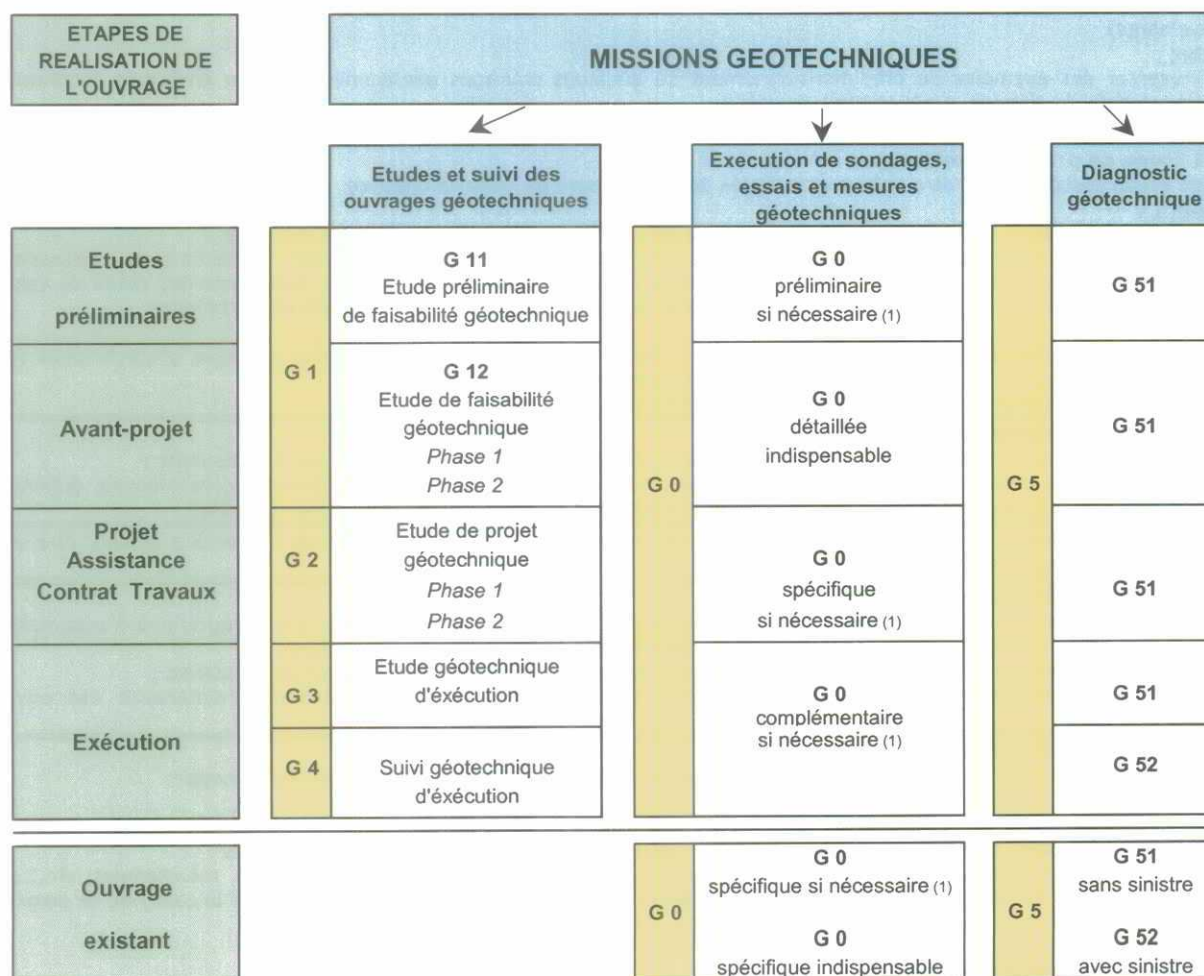 ETAPES DE
REALISATION DE
L'OUVRAGE
MISSIONS GEOTECHNIQUES
Etudes et suivi des
ouvrages géotechniques
Execution de sondages,
essais et mesures
géotechniques
Diagnostic
géotechnique
Etudes
préliminaires
G 1
G 11
Etude préliminaire
de faisabilité géotechnique
G 0
préliminaire
si nécessaire (1)
G 51
Avant-projet
G 12
Etude de faisabilité
géotechnique
Phase 1
Phase 2
G 0
G 0
détaillée
indispensable
G 5
G 51
Projet
Assistance
Contrat Travaux
G 2
Etude de projet
géotechnique
Phase 1
Phase 2
G 0
spécifique
si nécessaire (1)
G 51
Exécution
G 3
Etude géotechnique
d'éxécution
G 0
complémentaire
si nécessaire (1)
G 51
G 4
Suivi géotechnique
d'éxécution
G 52
Ouvrage
existant
G 0
G 0
spécifique si nécessaire (1)
G 0
spécifique indispensable
G 5
G 51
sans sinistre
G 52
avec sinistre